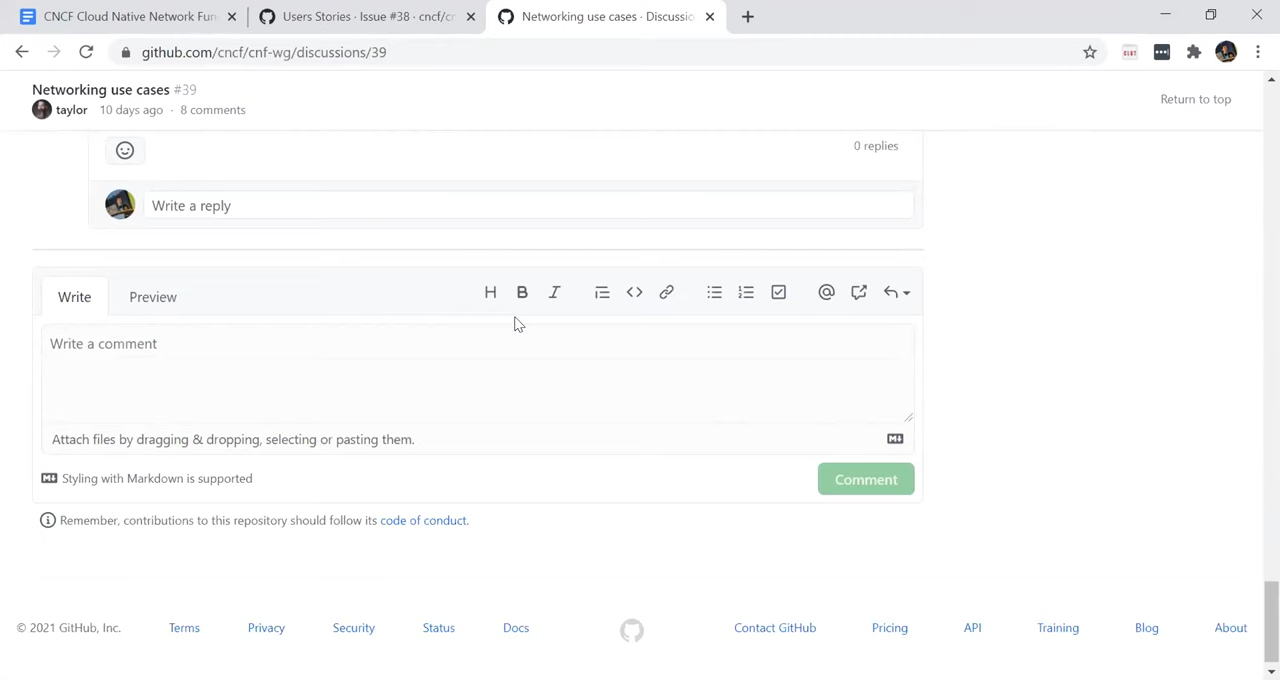 CNCF Cloud Native Network Fun
Users Stories · Issue #38 · cncf/cn
Networking use cases · Discussio
github.com/cncf/cnf-wg/discussions/39
Networking use cases #39
taylor 10 days ago · 8 comments
Return to top
0 replies
Write a reply
Write Preview
Write a comment
Attach files by dragging & dropping, selecting or pasting them.
Styling with Markdown is supported
Comment
Remember, contributions to this repository should follow its code of conduct.
© 2021 GitHub, Inc. Terms Privacy Security Status Docs Contact GitHub Pricing API Training Blog About